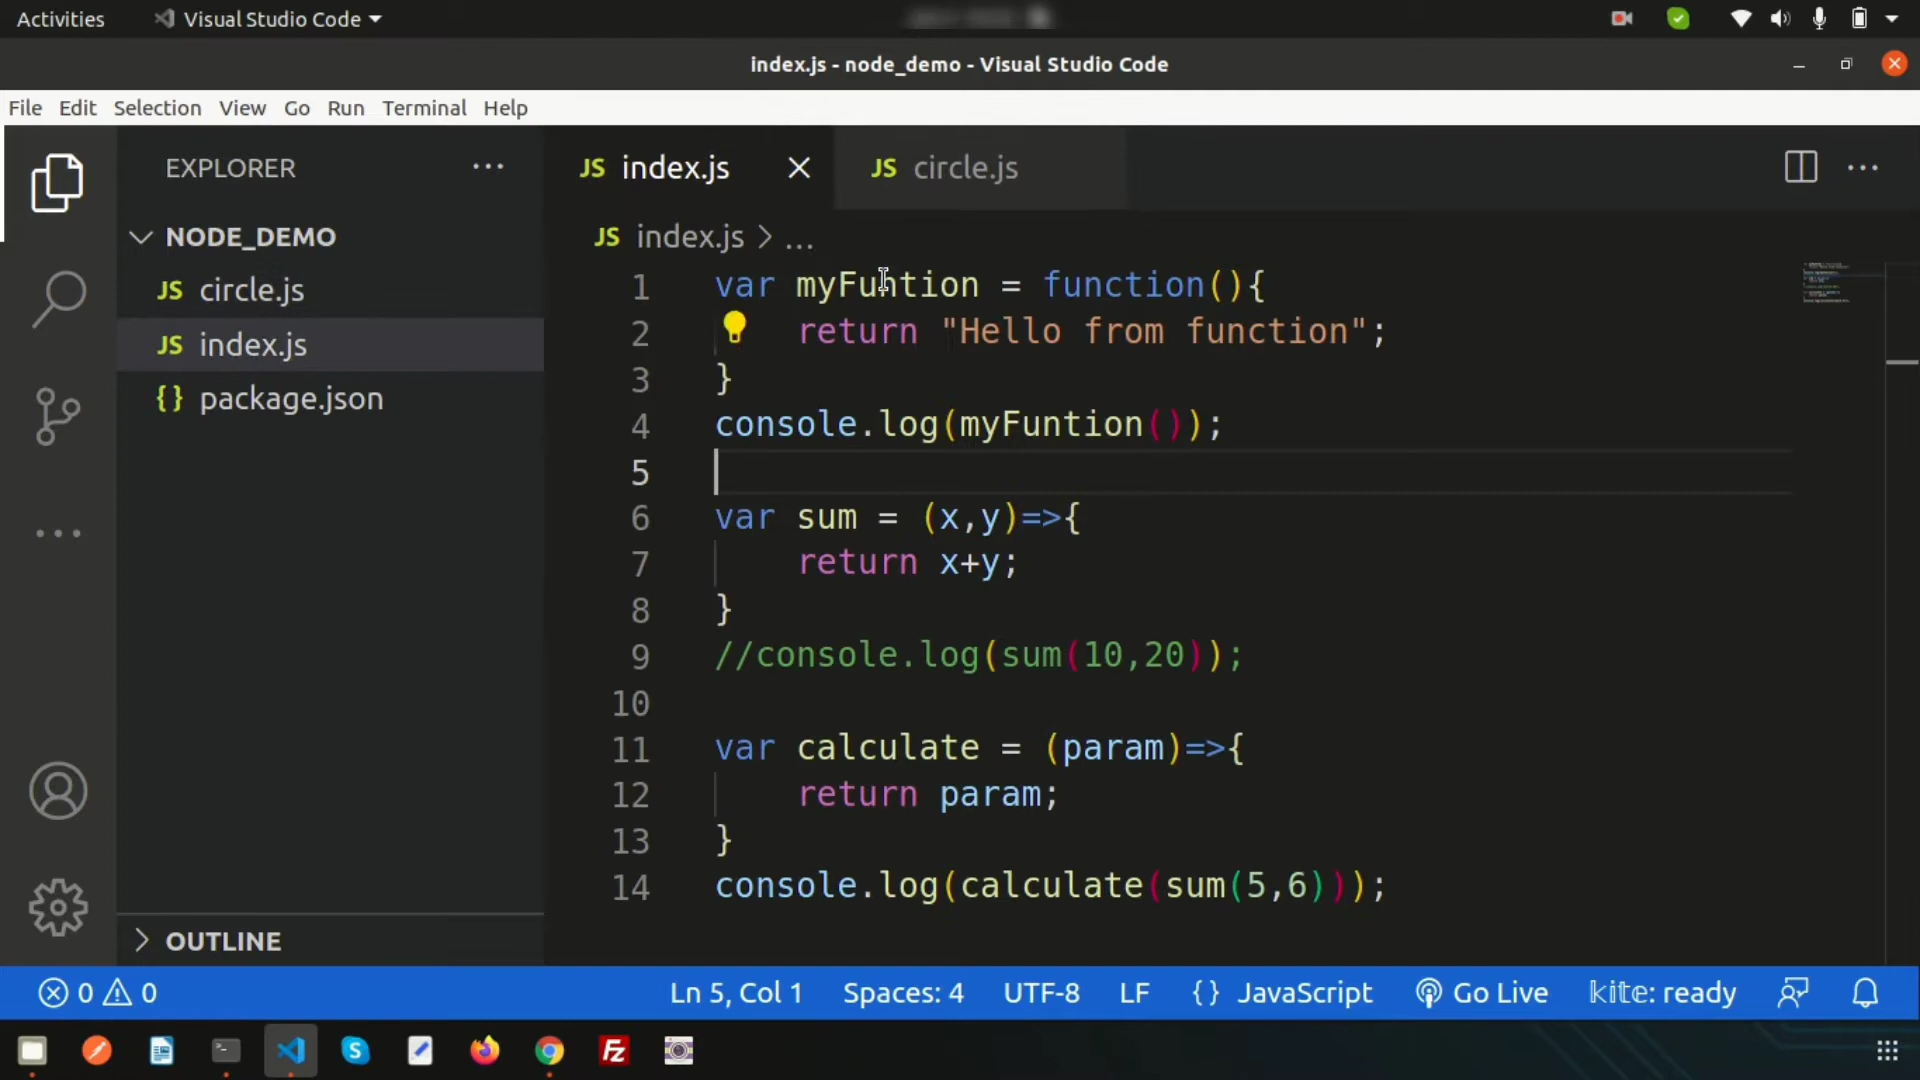 Activities Visual Studio Code
index.js - node_demo - Visual Studio Code
File Edit Selection View Go Run Terminal Help
EXPLORER ...
JS index.js
JS circle.js
...
NODE_DEMO
JS circle.js
JS index.js
{} package.json
JS index.js > ...
1 var myFuntion = function(){
2 return "Hello from function";
3 }
4 console.log(myFuntion());
5
6 var sum = (x,y)=>{
7 return x+y;
8 }
9 //console.log(sum(10,20));
10
11 var calculate = (param)=>{
12 return param;
13 }
14 console.log(calculate(sum(5,6)));
OUTLINE
0 0 Ln 5, Col 1 Spaces: 4 UTF-8 LF {} JavaScript Go Live kite: ready